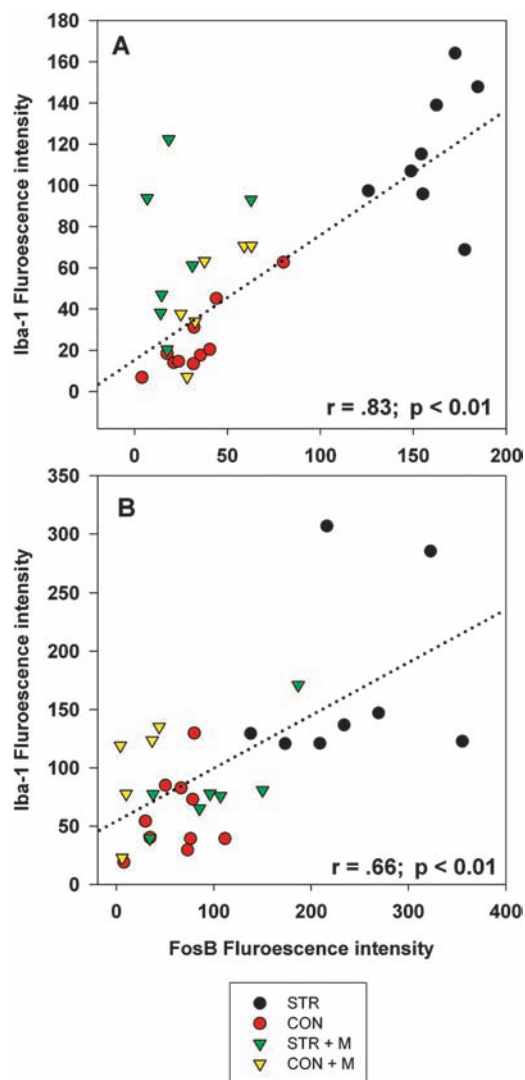 A
180
160
140
120
100
80
60
40
20
0
Iba-1 Fluroescence intensity
r = .83; p < 0.01
0 50 100 150 200
B
350
300
250
200
150
100
50
0
Iba-1 Fluroescence intensity
r = .66; p < 0.01
0 100 200 300 400
FosB Fluroescence intensity
STR
CON
STR + M
CON + M